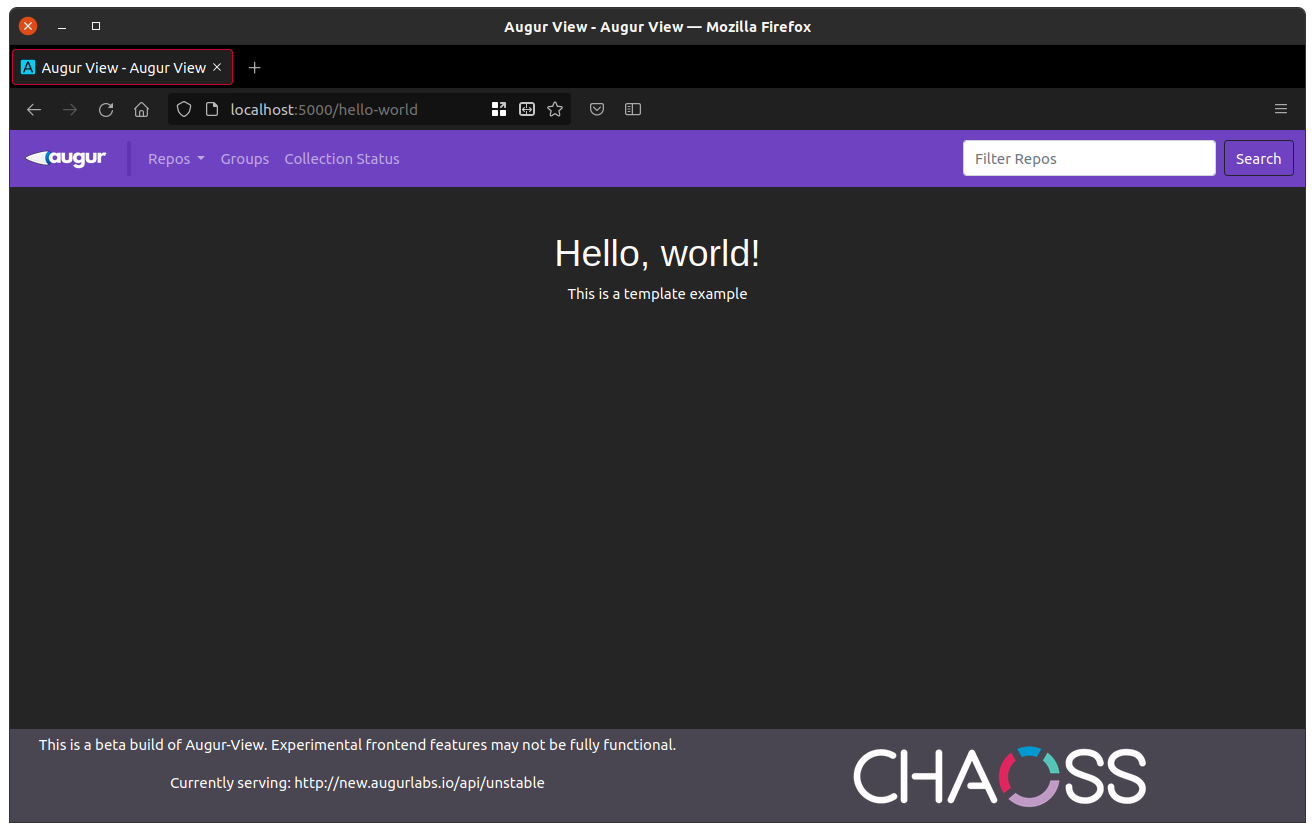 Augur View - Augur View — Mozilla Firefox
A Augur View - Augur View
localhost:5000/hello-world
augur Repos Groups Collection Status Filter Repos Search
Hello, world!
This is a template example
This is a beta build of Augur-View. Experimental frontend features may not be fully functional.
Currently serving: http://new.augurlabs.io/api/unstable
CHAOSS